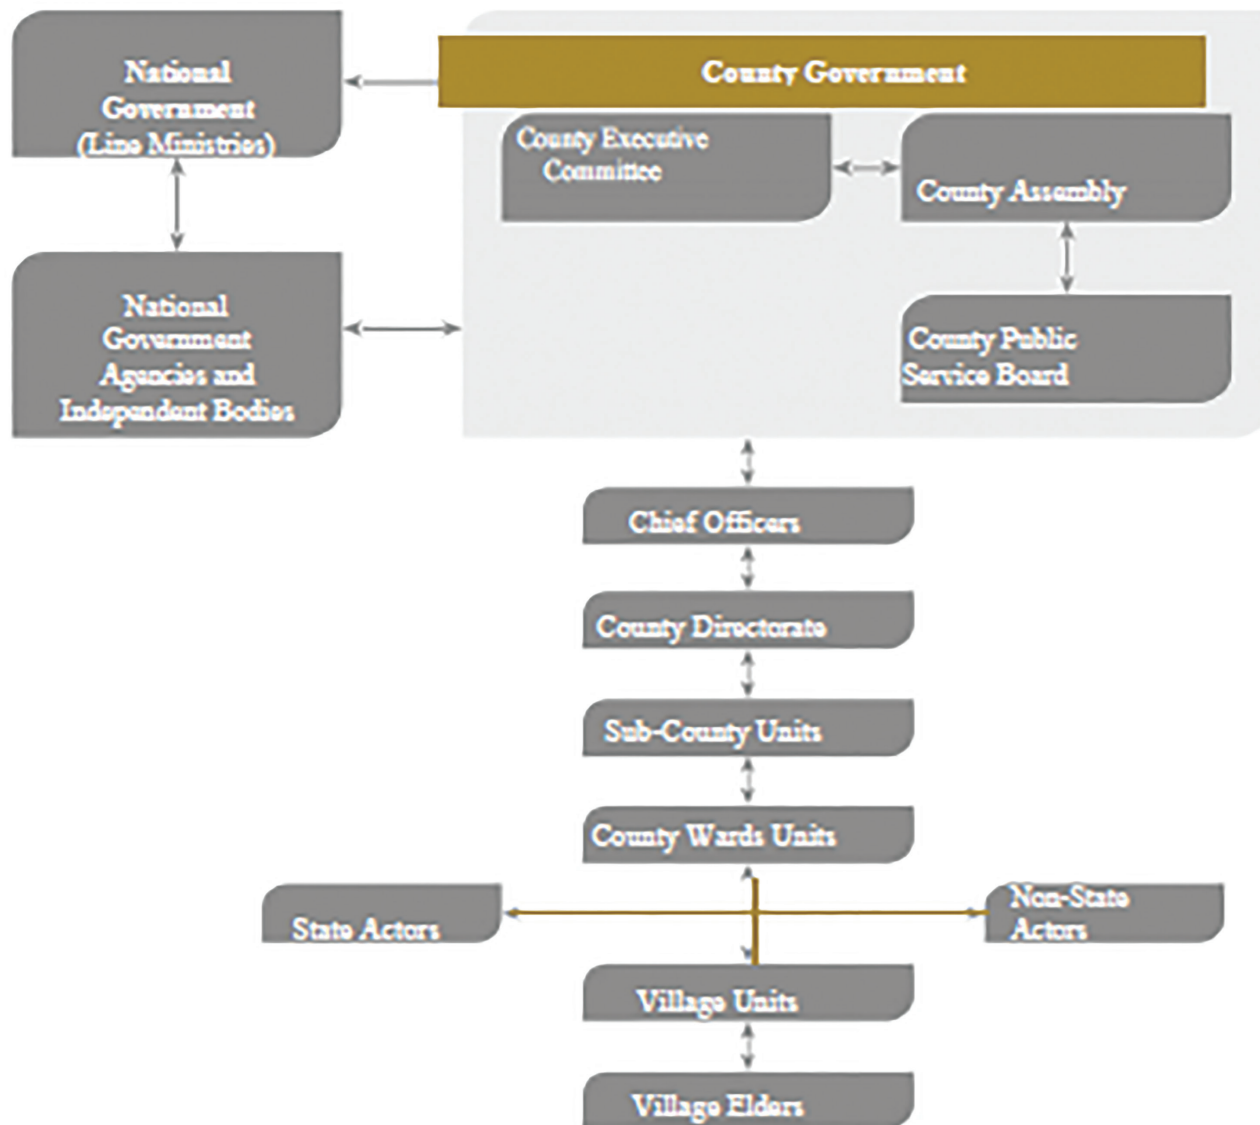 National
Government
(Line Ministries)
County Government
County Executive
Committee
County Assembly
National
Government
Agencies and
Independent Bodies
County Public
Service Board
Chief Officers
County Directorate
Sub-County Units
County Wards Units
State Actors
Non-State
Actors
Village Units
Village Elders